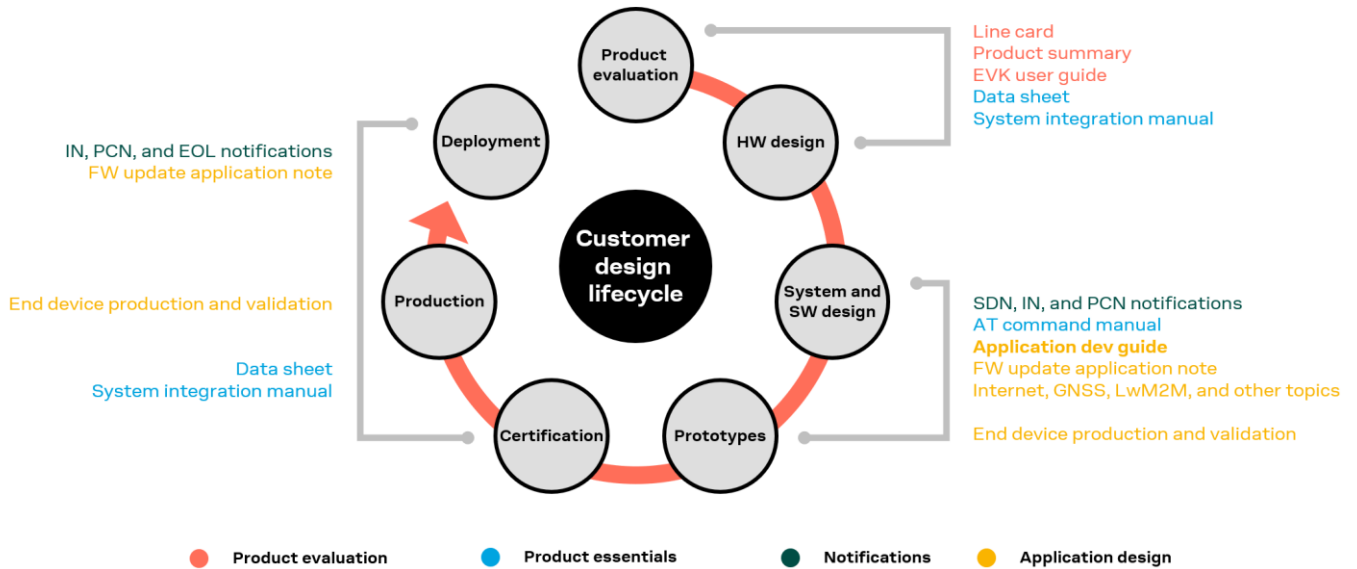 Product
evaluation
HW design
System and
SW design
Prototypes
Certification
Production
Deployment
Customer
design
lifecycle
Line card
Product summary
EVK user guide
Data sheet
System integration manual
SDN, IN, and PCN notifications
AT command manual
Application dev guide
FW update application note
Internet, GNSS, LwM2M, and other topics
End device production and validation
IN, PCN, and EOL notifications
FW update application note
End device production and validation
Data sheet
System integration manual
Product evaluation
Product essentials
Notifications
Application design